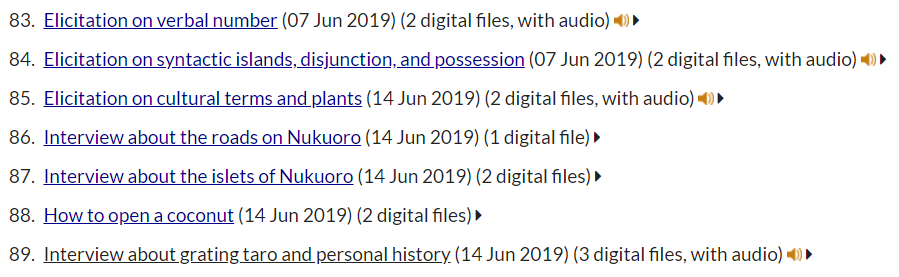 83. Elicitation on verbal number (07 Jun 2019) (2 digital files, with audio)
84. Elicitation on syntactic islands, disjunction, and possession (07 Jun 2019) (2 digital files, with audio)
85. Elicitation on cultural terms and plants (14 Jun 2019) (2 digital files, with audio)
86. Interview about the roads on Nukuoro (14 Jun 2019) (1 digital file)
87. Interview about the islets of Nukuoro (14 Jun 2019) (2 digital files)
88. How to open a coconut (14 Jun 2019) (2 digital files)
89. Interview about grating taro and personal history (14 Jun 2019) (3 digital files, with audio)